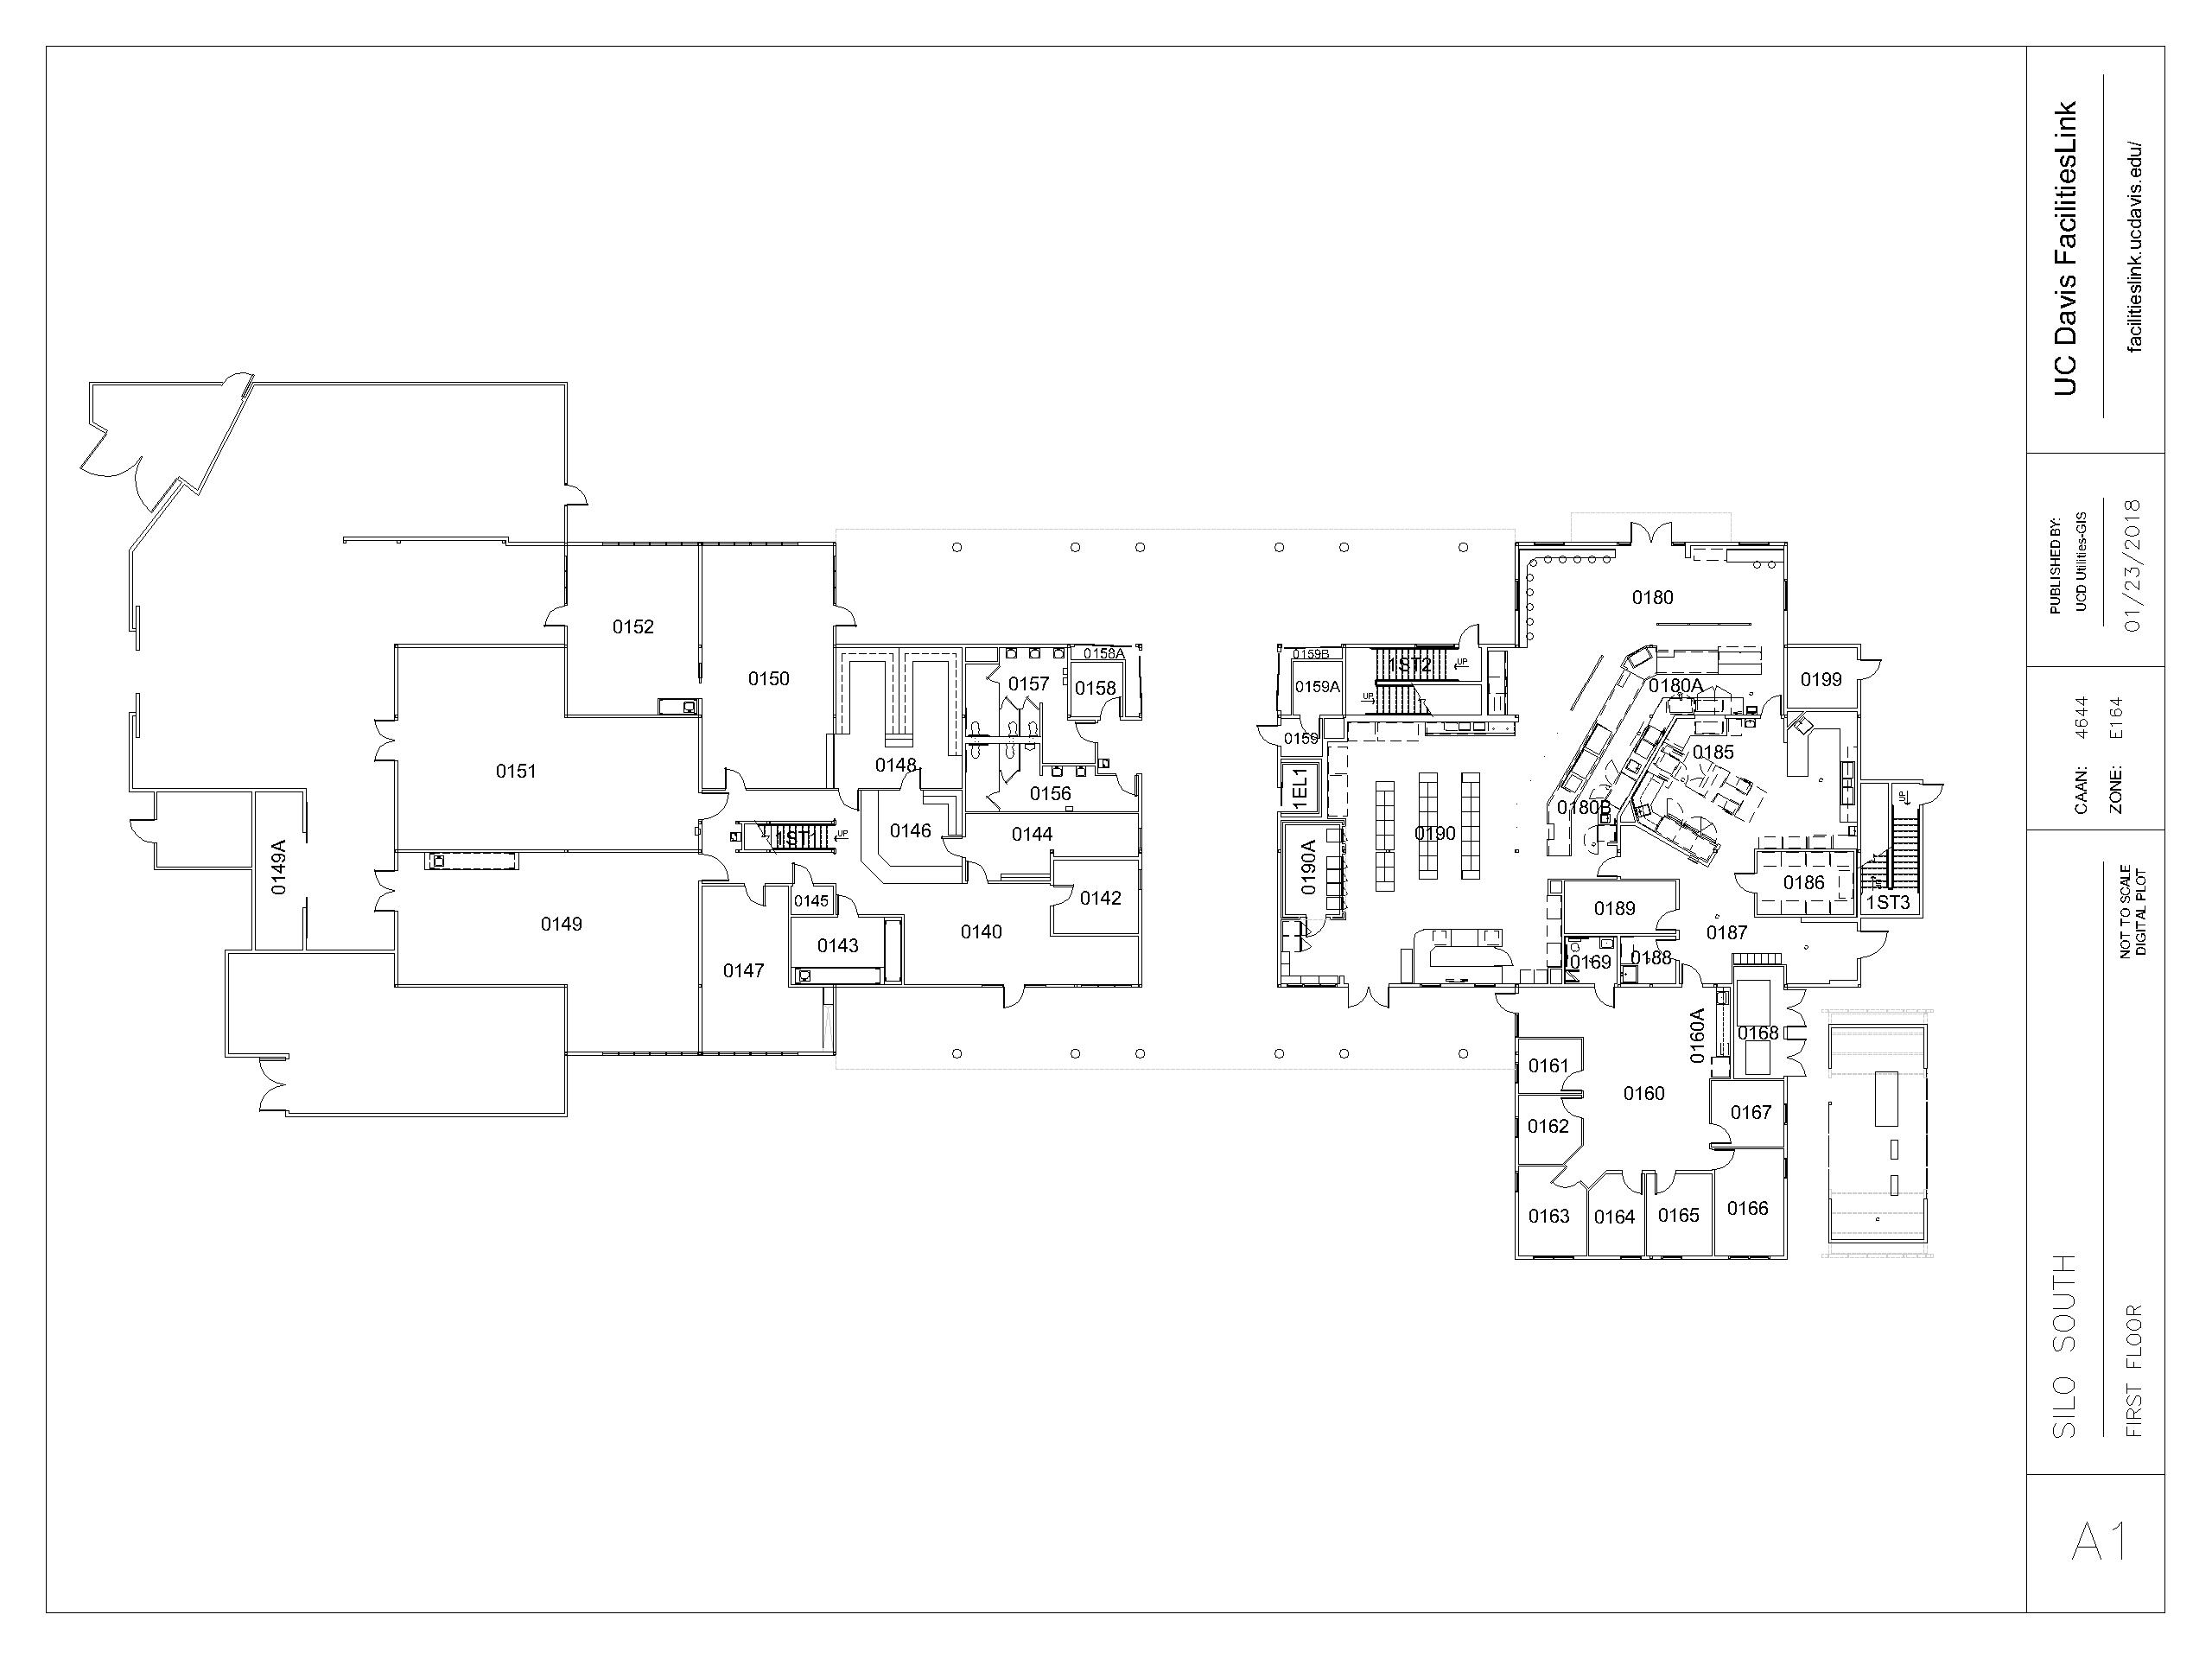 UC Davis FacilitiesLink
facilitieslink.ucdavis.edu/
PUBLISHED BY:
UCD Utilities-GIS
01/23/2018
CAAN: 4644
ZONE: E164
NOT TO SCALE
DIGITAL PLOT
SILO SOUTH
FIRST FLOOR
A1
0180
0152
0158A
0159B
1ST2
UP
UP
0150
0157
0158
0159A
0180A
0199
0159
0185
0148
0151
0156
1EL1
0180B
UP
0146
0144
1ST1
UP
0190
0149A
0190A
0186
UP
1ST3
0145
0142
0189
0149
0143
0140
0187
0147
0169
0188
0160A
0168
0161
0160
0162
0167
0163
0164
0165
0166